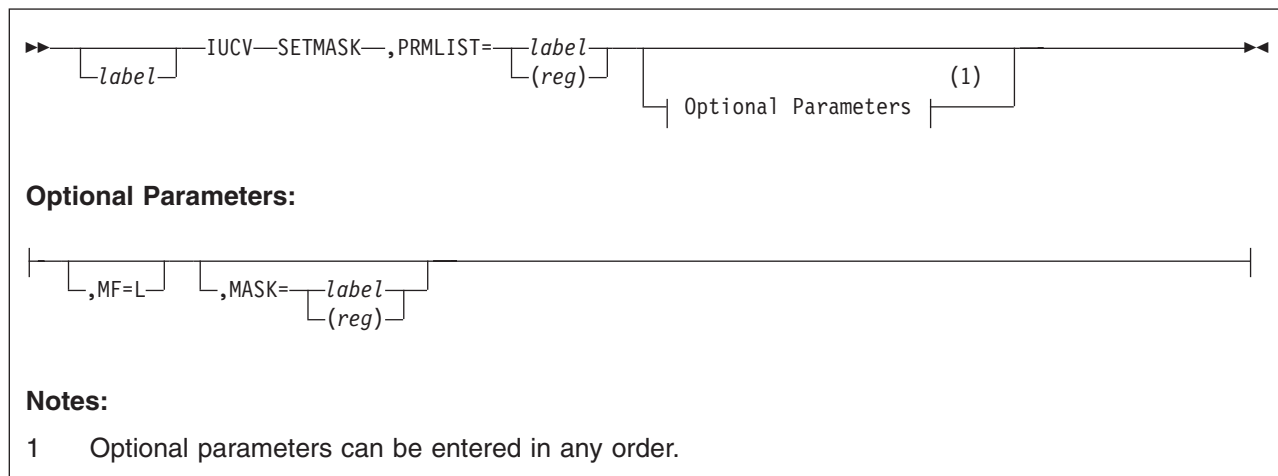 IUCV SETMASK ,PRMLIST= label
label (reg) (1)
Optional Parameters
Optional Parameters:
,MF=L ,MASK= label
(reg)
Notes:
1 Optional parameters can be entered in any order.